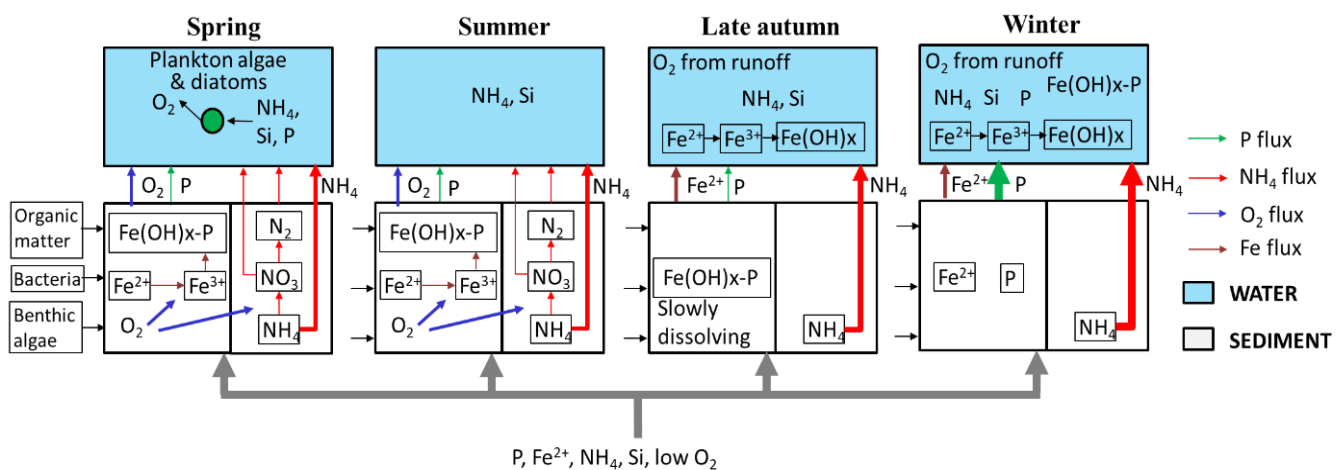 Spring
Summer
Late autumn
Winter
Plankton algae
& diatoms
O₂
NH₄,
Si, P
NH₄, Si
O₂ from runoff
NH₄, Si
Fe²⁺
Fe³⁺
Fe(OH)x
O₂ from runoff
NH₄
Si
P
Fe(OH)x-P
Fe²⁺
Fe³⁺
Fe(OH)x
O₂
P
NH₄
O₂
P
NH₄
Fe²⁺
P
NH₄
Fe²⁺
P
NH₄
Organic
matter
Bacteria
Benthic
algae
Fe(OH)x-P
Fe²⁺
Fe³⁺
O₂
N₂
NO₃
NH₄
Fe(OH)x-P
Fe²⁺
Fe³⁺
O₂
N₂
NO₃
NH₄
Fe(OH)x-P
Slowly
dissolving
NH₄
Fe²⁺
P
NH₄
P flux
NH₄ flux
O₂ flux
Fe flux
WATER
SEDIMENT
P, Fe²⁺, NH₄, Si, low O₂